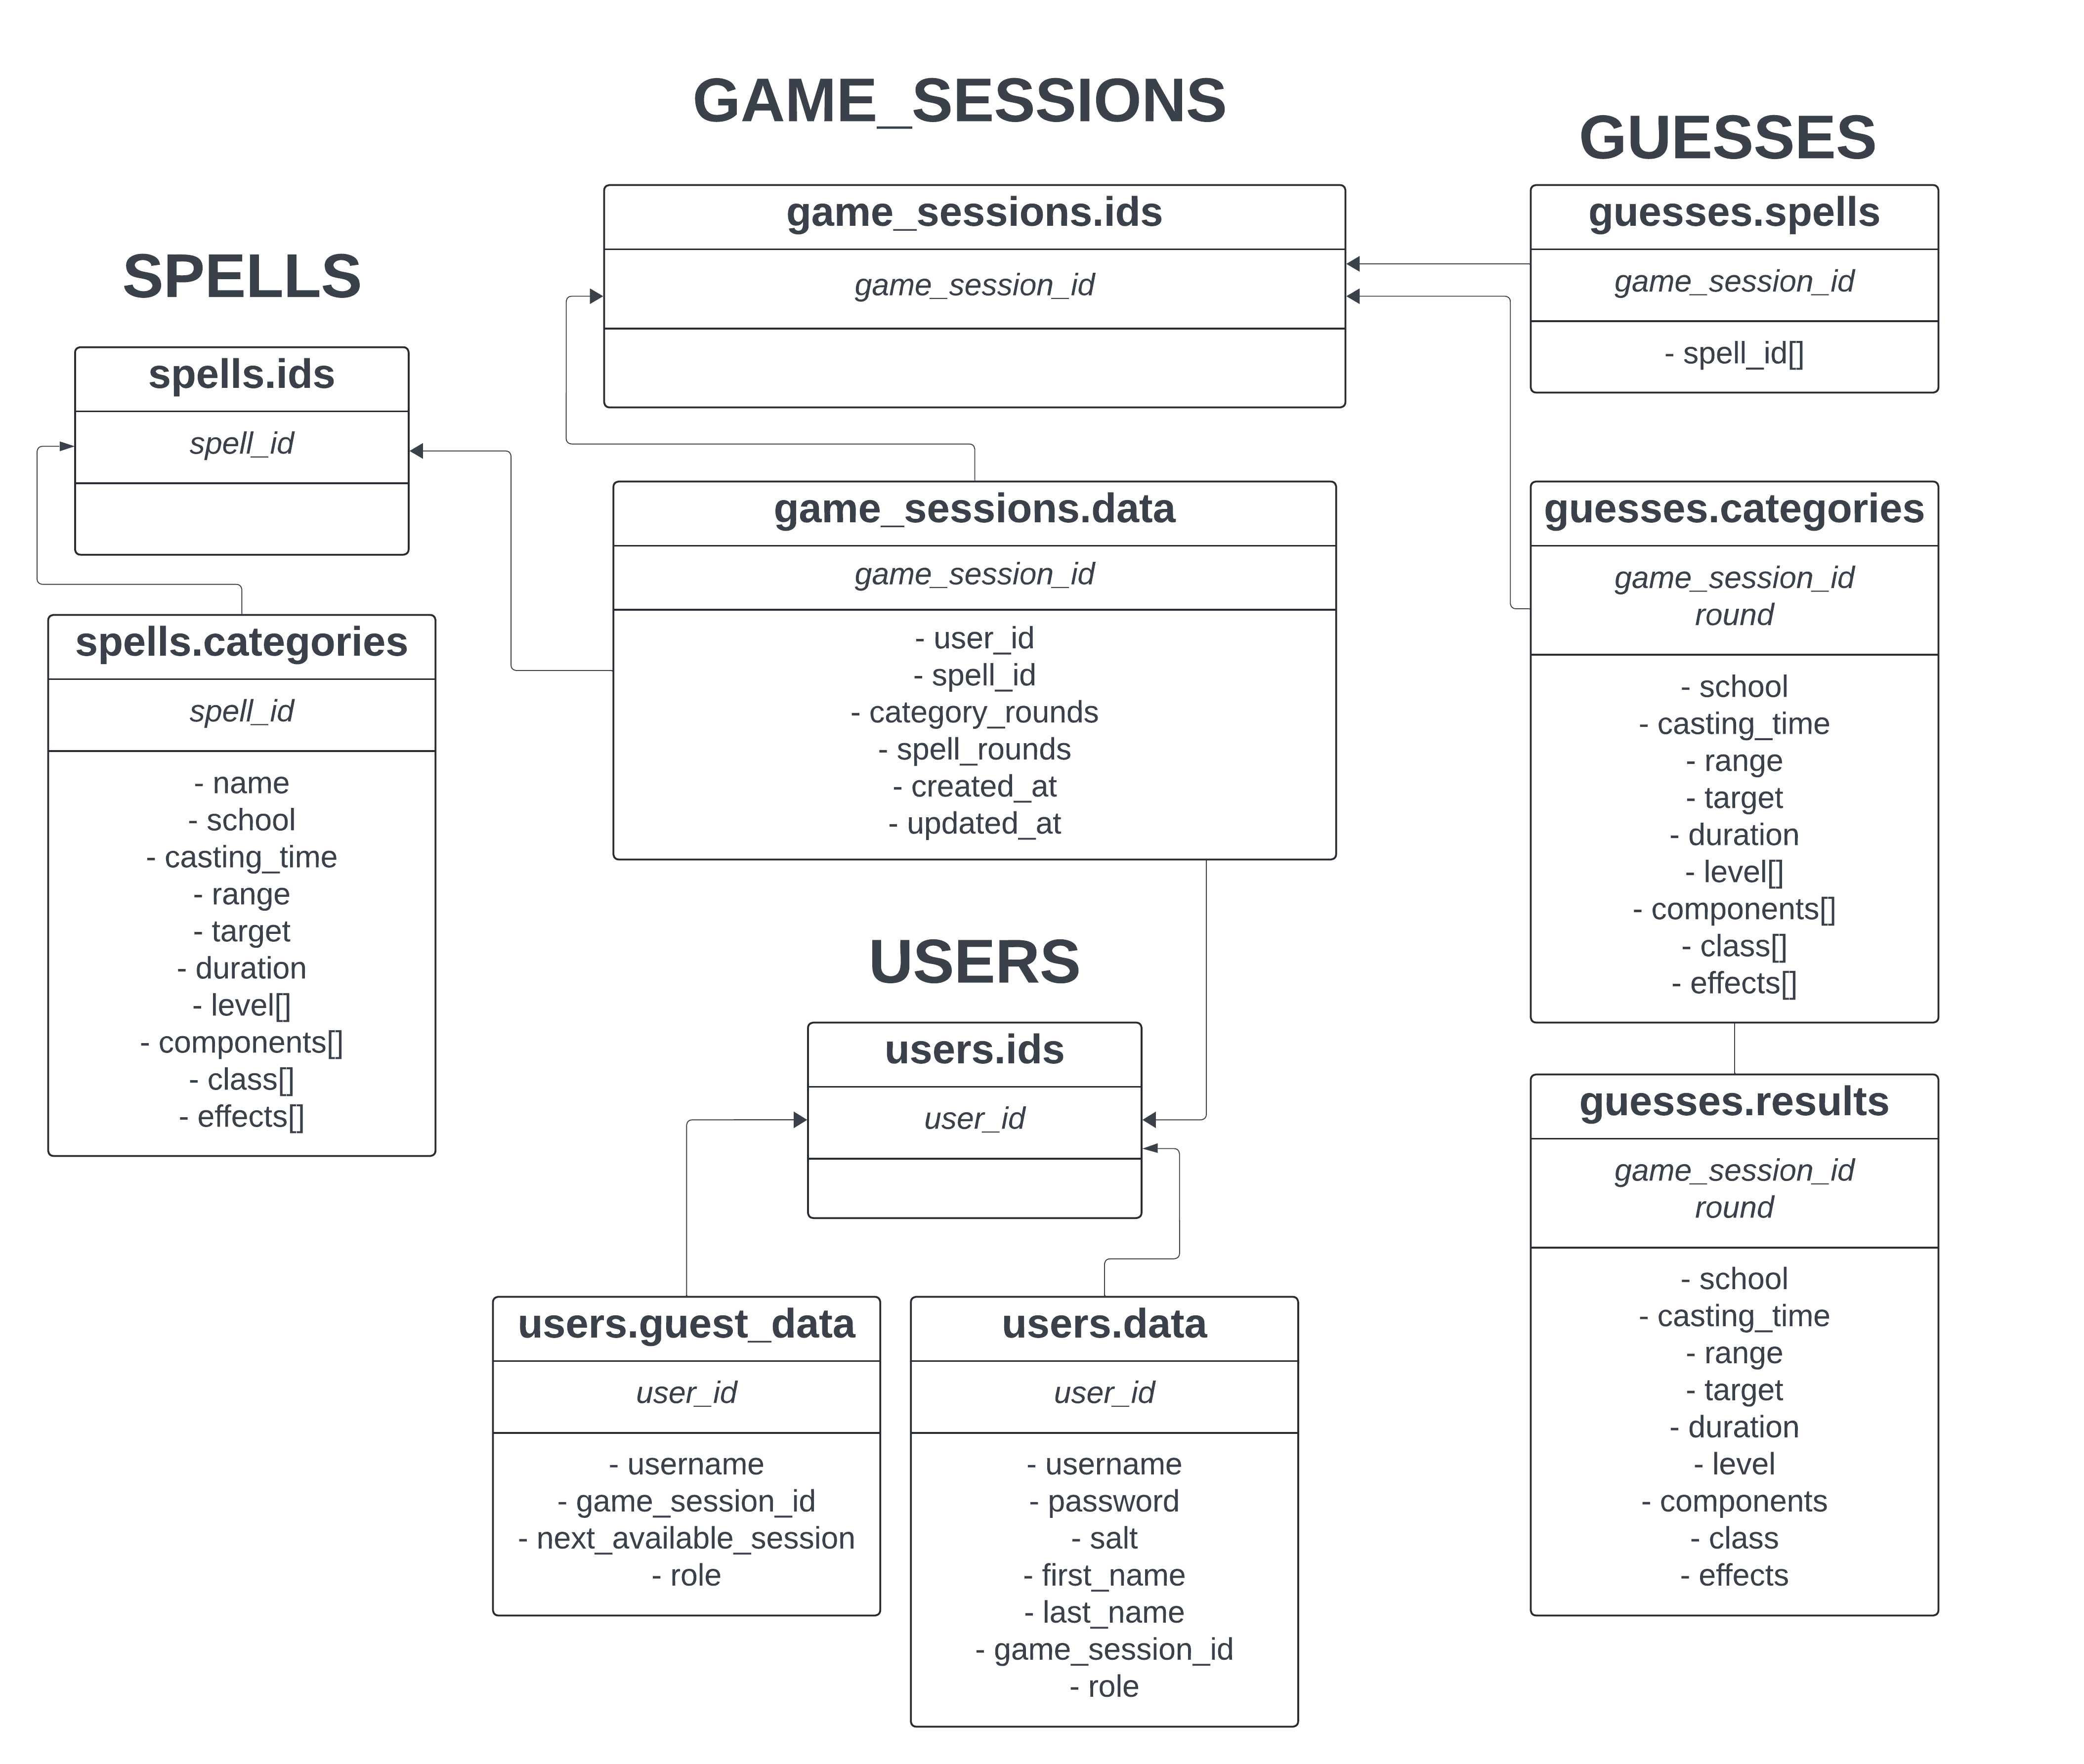 GAME_SESSIONS
game_sessions.ids
game_session_id
game_sessions.data
game_session_id
- user_id
- spell_id
- category_rounds
- spell_rounds
- created_at
- updated_at
SPELLS
spells.ids
spell_id
spells.categories
spell_id
- name
- school
- casting_time
- range
- target
- duration
- level[]
- components[]
- class[]
- effects[]
USERS
users.ids
user_id
users.guest_data
user_id
- username
- game_session_id
- next_available_session
- role
users.data
user_id
- username
- password
- salt
- first_name
- last_name
- game_session_id
- role
GUESSES
guesses.spells
game_session_id
- spell_id[]
guesses.categories
game_session_id
round
- school
- casting_time
- range
- target
- duration
- level[]
- components[]
- class[]
- effects[]
guesses.results
game_session_id
round
- school
- casting_time
- range
- target
- duration
- level
- components
- class
- effects